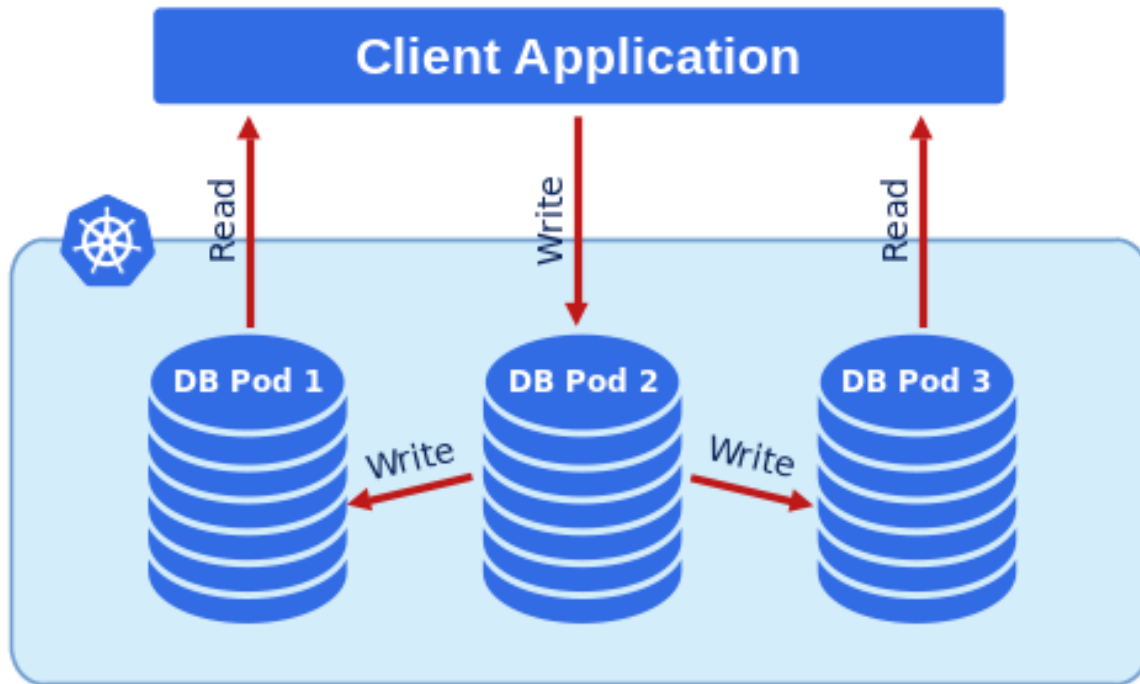 Client Application
Read
Write
Read
DB Pod 1
DB Pod 2
DB Pod 3
Write
Write